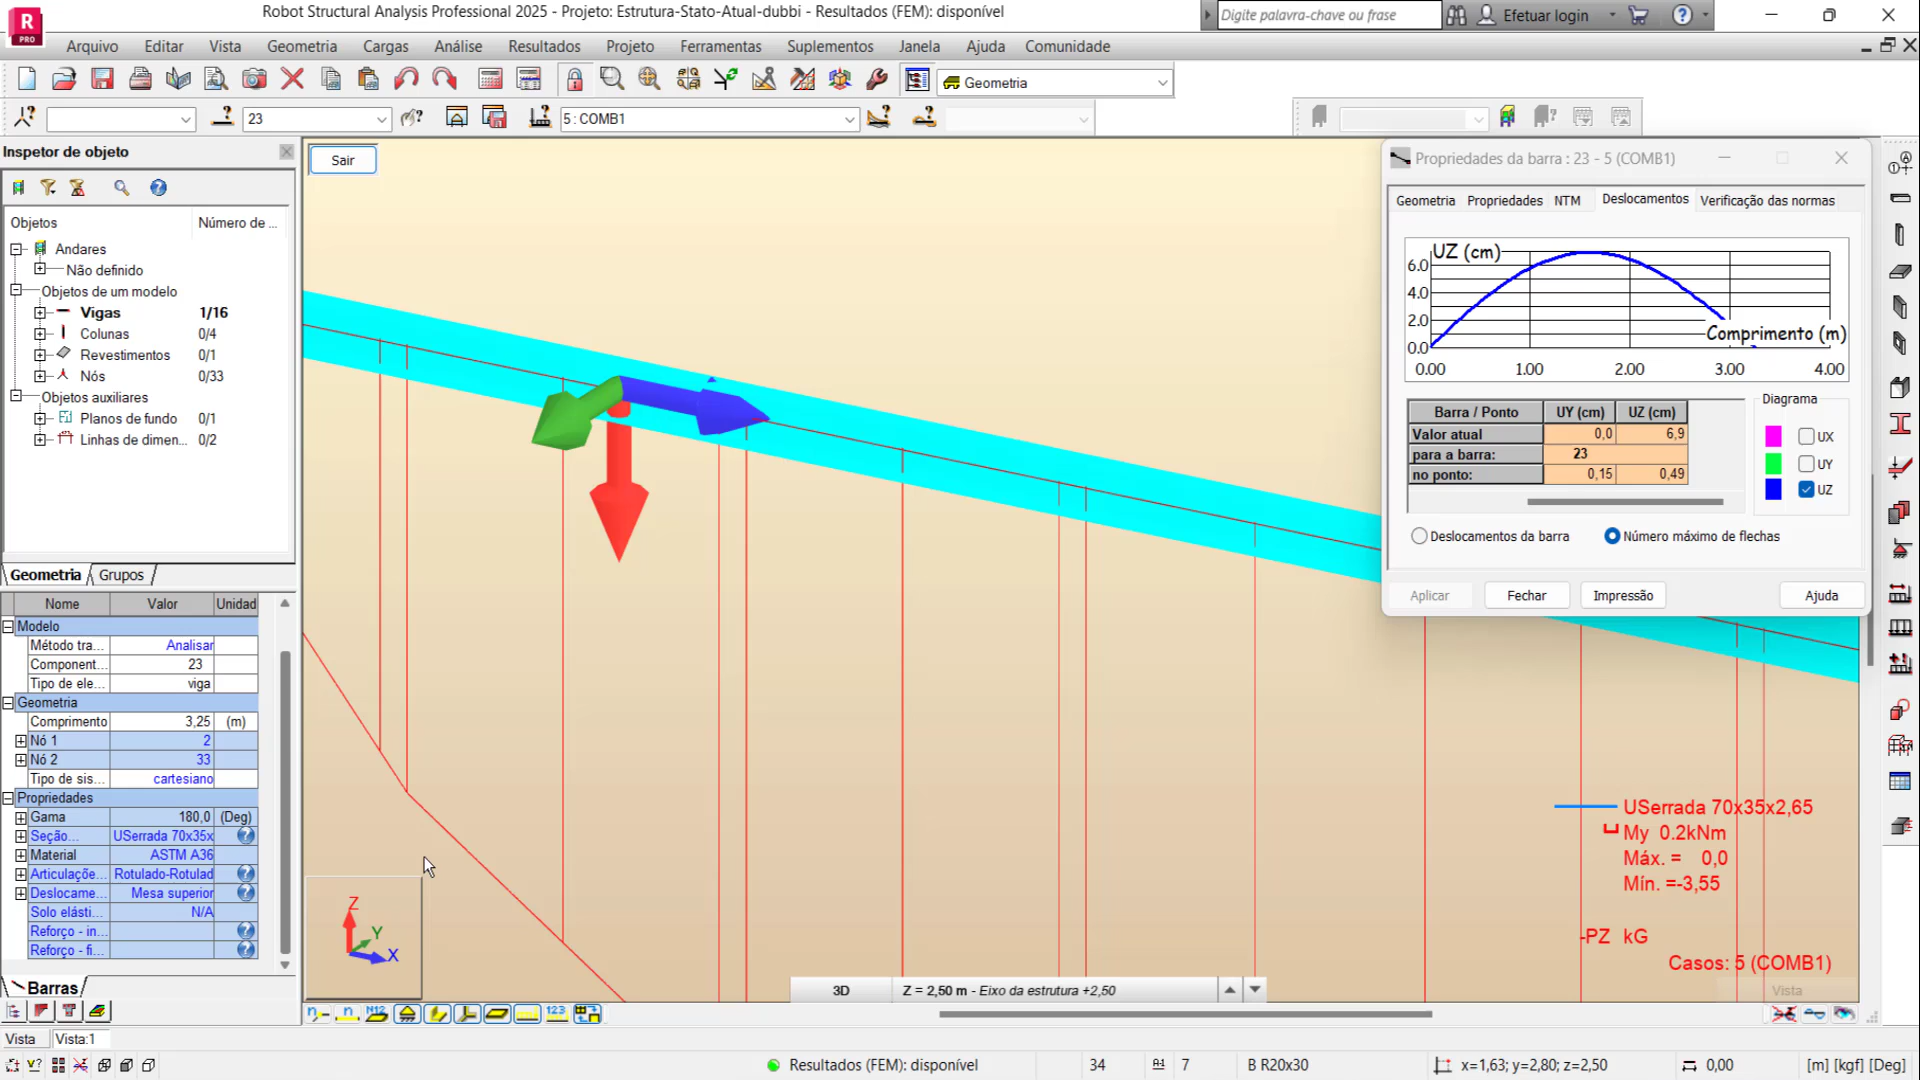 Robot Structural Analysis Professional 2025 - Projeto: Estrutura-Stato-Atual-dubbi - Resultados (FEM): disponível
Digite palavra-chave ou frase
Efetuar login
R
PRO
Arquivo Editar Vista Geometria Cargas Análise Resultados Projeto Ferramentas Suplementos Janela Ajuda Comunidade
Geometria
23
5 : COMB1
Inspetor de objeto
Objetos Número de ...
Andares
Não definido
Objetos de um modelo
Vigas 1/16
Colunas 0/4
Revestimentos 0/1
Nós 0/33
Objetos auxiliares
Planos de fundo 0/1
Linhas de dimen... 0/2
Geometria Grupos
Nome Valor Unidad
Modelo
Método tra... Analisar
Component... 23
Tipo de ele... viga
Geometria
Comprimento 3,25 (m)
Nó 1 2
Nó 2 33
Tipo de sis... cartesiano
Propriedades
Gama 180,0 (Deg)
Seção... USerrada 70x35x
Material ASTM A36
Articulaçõe... Rotulado-Rotulad
Deslocame... Mesa superior
Solo elásti... N/A
Reforço - in...
Reforço - fi...
Barras
Vista Vista:1
Sair
Z
Y
X
3D Z = 2,50 m - Eixo da estrutura +2,50
Propriedades da barra : 23 - 5 (COMB1)
Geometria Propriedades NTM Deslocamentos Verificação das normas
UZ (cm)
6.0
4.0
2.0
0.0
Comprimento (m)
0.00 1.00 2.00 3.00 4.00
Barra / Ponto UY (cm) UZ (cm)
Valor atual 0,0 6,9
para a barra: 23
no ponto: 0,15 0,49
Diagrama
UX
UY
UZ
Deslocamentos da barra Número máximo de flechas
Aplicar Fechar Impressão Ajuda
USerrada 70x35x2,65
My 0.2kNm
Máx. = 0,0
Mín. =-3,55
-PZ kG
Casos: 5 (COMB1)
Vista
Resultados (FEM): disponível 34 7 B R20x30 x=1,63; y=2,80; z=2,50 0,00 [m] [kgf] [Deg]